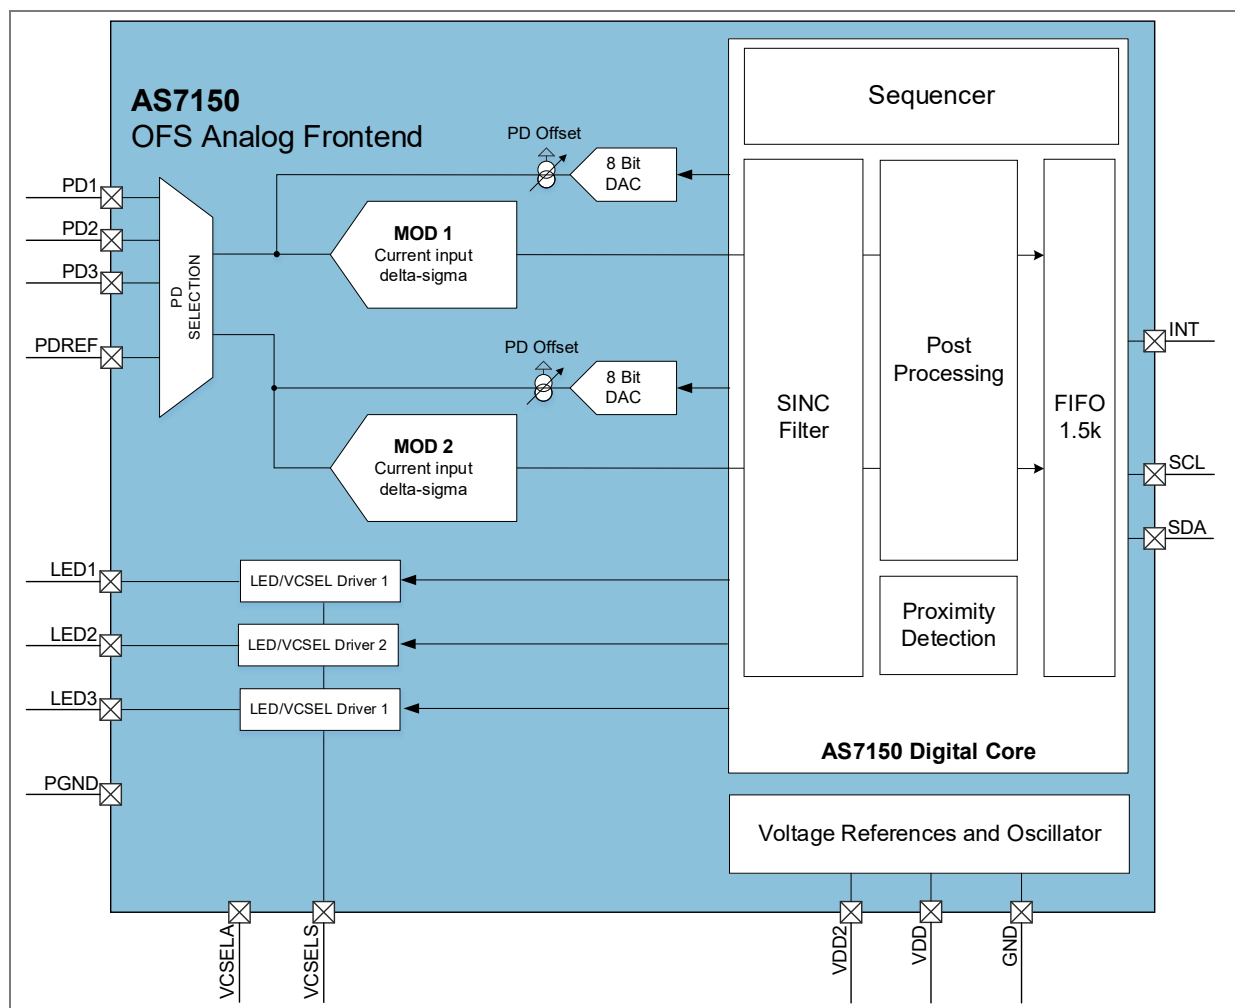 AS7150
OFS Analog Frontend
PD1
PD2
PD3
PDREF
PD
SELECTION
PD Offset
8 Bit
DAC
MOD 1
Current input
delta-sigma
PD Offset
8 Bit
DAC
MOD 2
Current input
delta-sigma
Sequencer
SINC
Filter
Post
Processing
FIFO
1.5k
Proximity
Detection
AS7150 Digital Core
INT
SCL
SDA
LED1
LED/VCSEL Driver 1
LED2
LED/VCSEL Driver 2
LED3
LED/VCSEL Driver 1
PGND
Voltage References and Oscillator
VCSELA
VCSELS
VDD2
VDD
GND